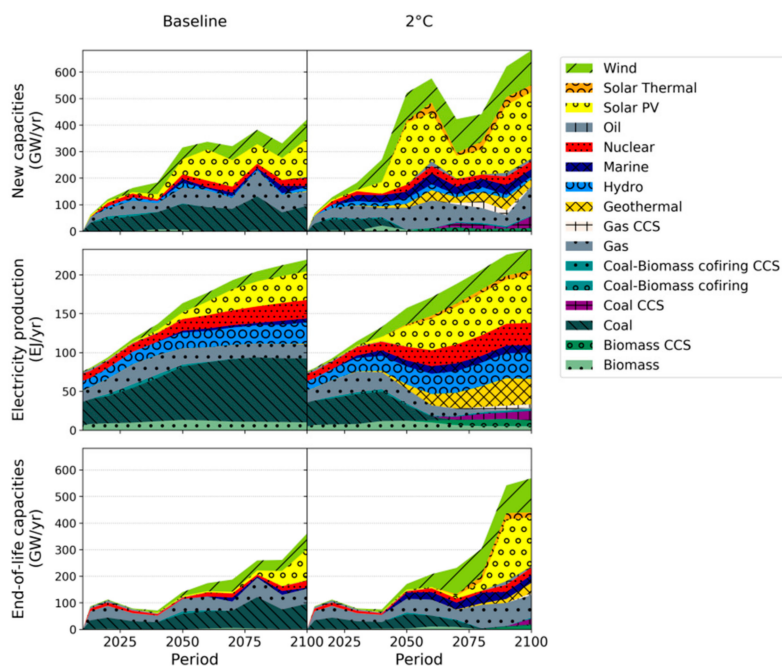 Baseline
2°C
New capacities
(GW/yr)
600
500
400
300
200
100
0
Electricity production
(EJ/yr)
200
150
100
50
0
End-of-life capacities
(GW/yr)
600
500
400
300
200
100
0
2025
2050
2075
2100
2100
2025
2050
2075
2100
Period
Period
Wind
Solar Thermal
Solar PV
Oil
Nuclear
Marine
Hydro
Geothermal
Gas CCS
Gas
Coal-Biomass cofiring CCS
Coal-Biomass cofiring
Coal CCS
Coal
Biomass CCS
Biomass